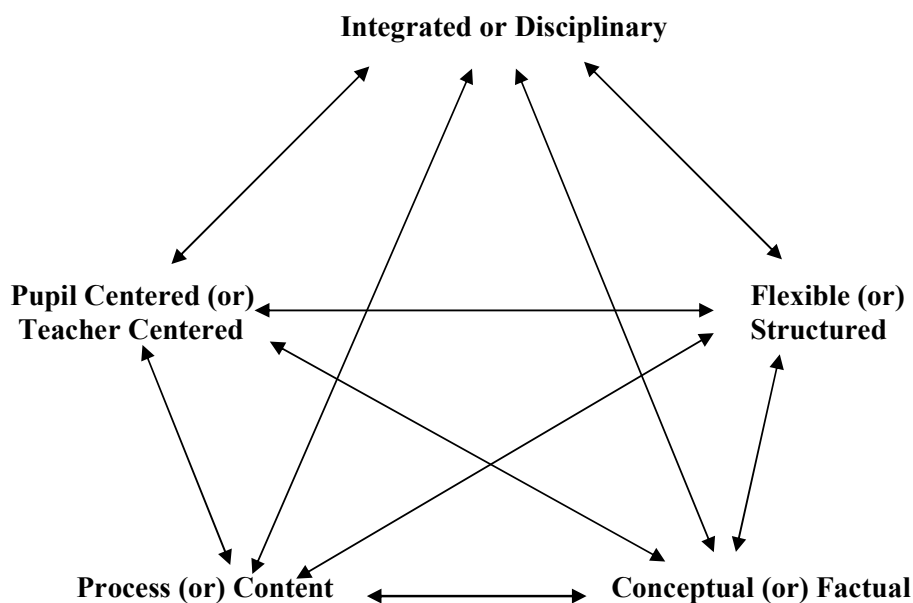 Integrated or Disciplinary
Pupil Centered (or)
Teacher Centered
Flexible (or)
Structured
Process (or) Content
Conceptual (or) Factual